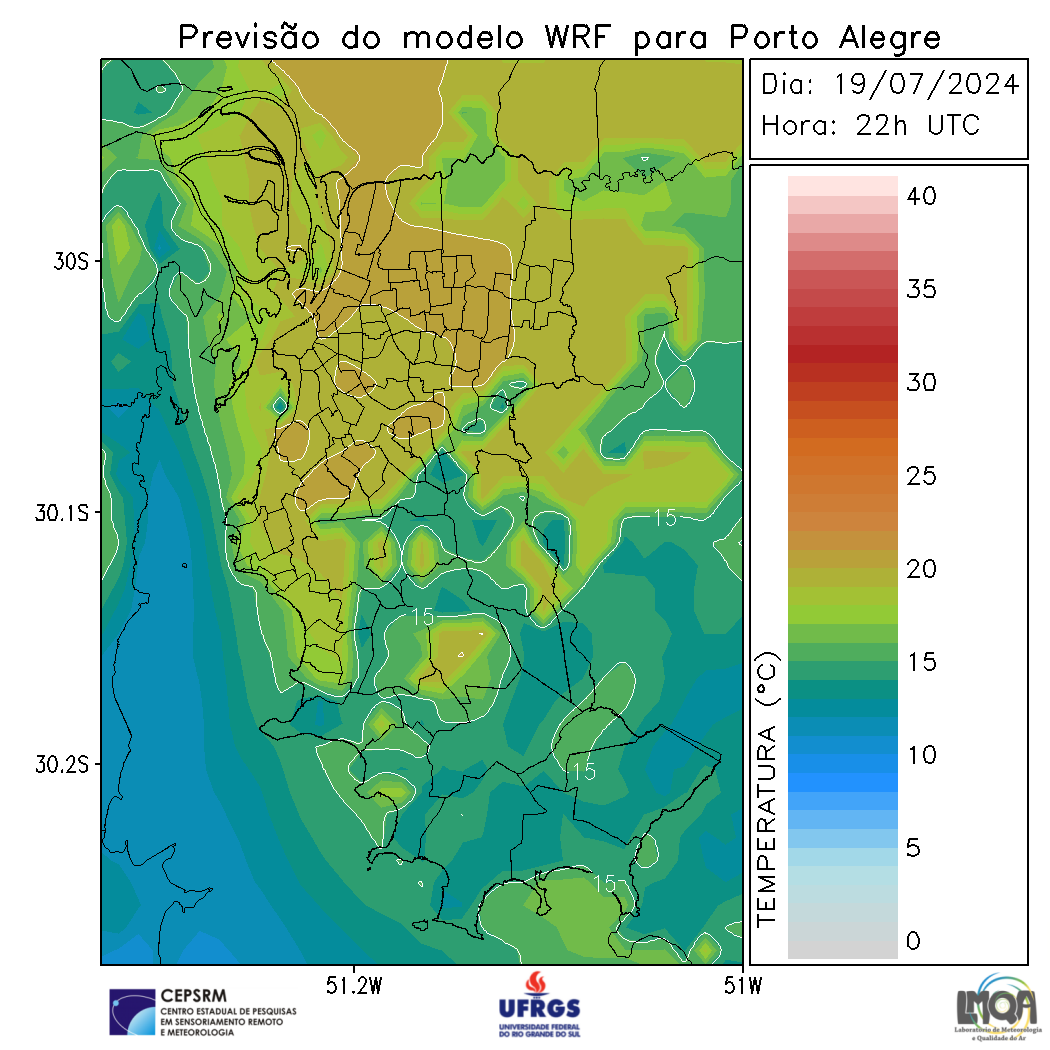 Previsão do modelo WRF para Porto Alegre
Dia: 19/07/2024
Hora: 22h UTC
40
35
30
25
20
15
10
5
0
TEMPERATURA (°C)
30S
30.1S
30.2S
51.2W
51W
15
15
15
15
CEPSRM
CENTRO ESTADUAL DE PESQUISAS
EM SENSORIAMENTO REMOTO
E METEOROLOGIA
UFRGS
UNIVERSIDADE FEDERAL
DO RIO GRANDE DO SUL
LMQA
Laboratório de Meteorologia
e Qualidade do Ar